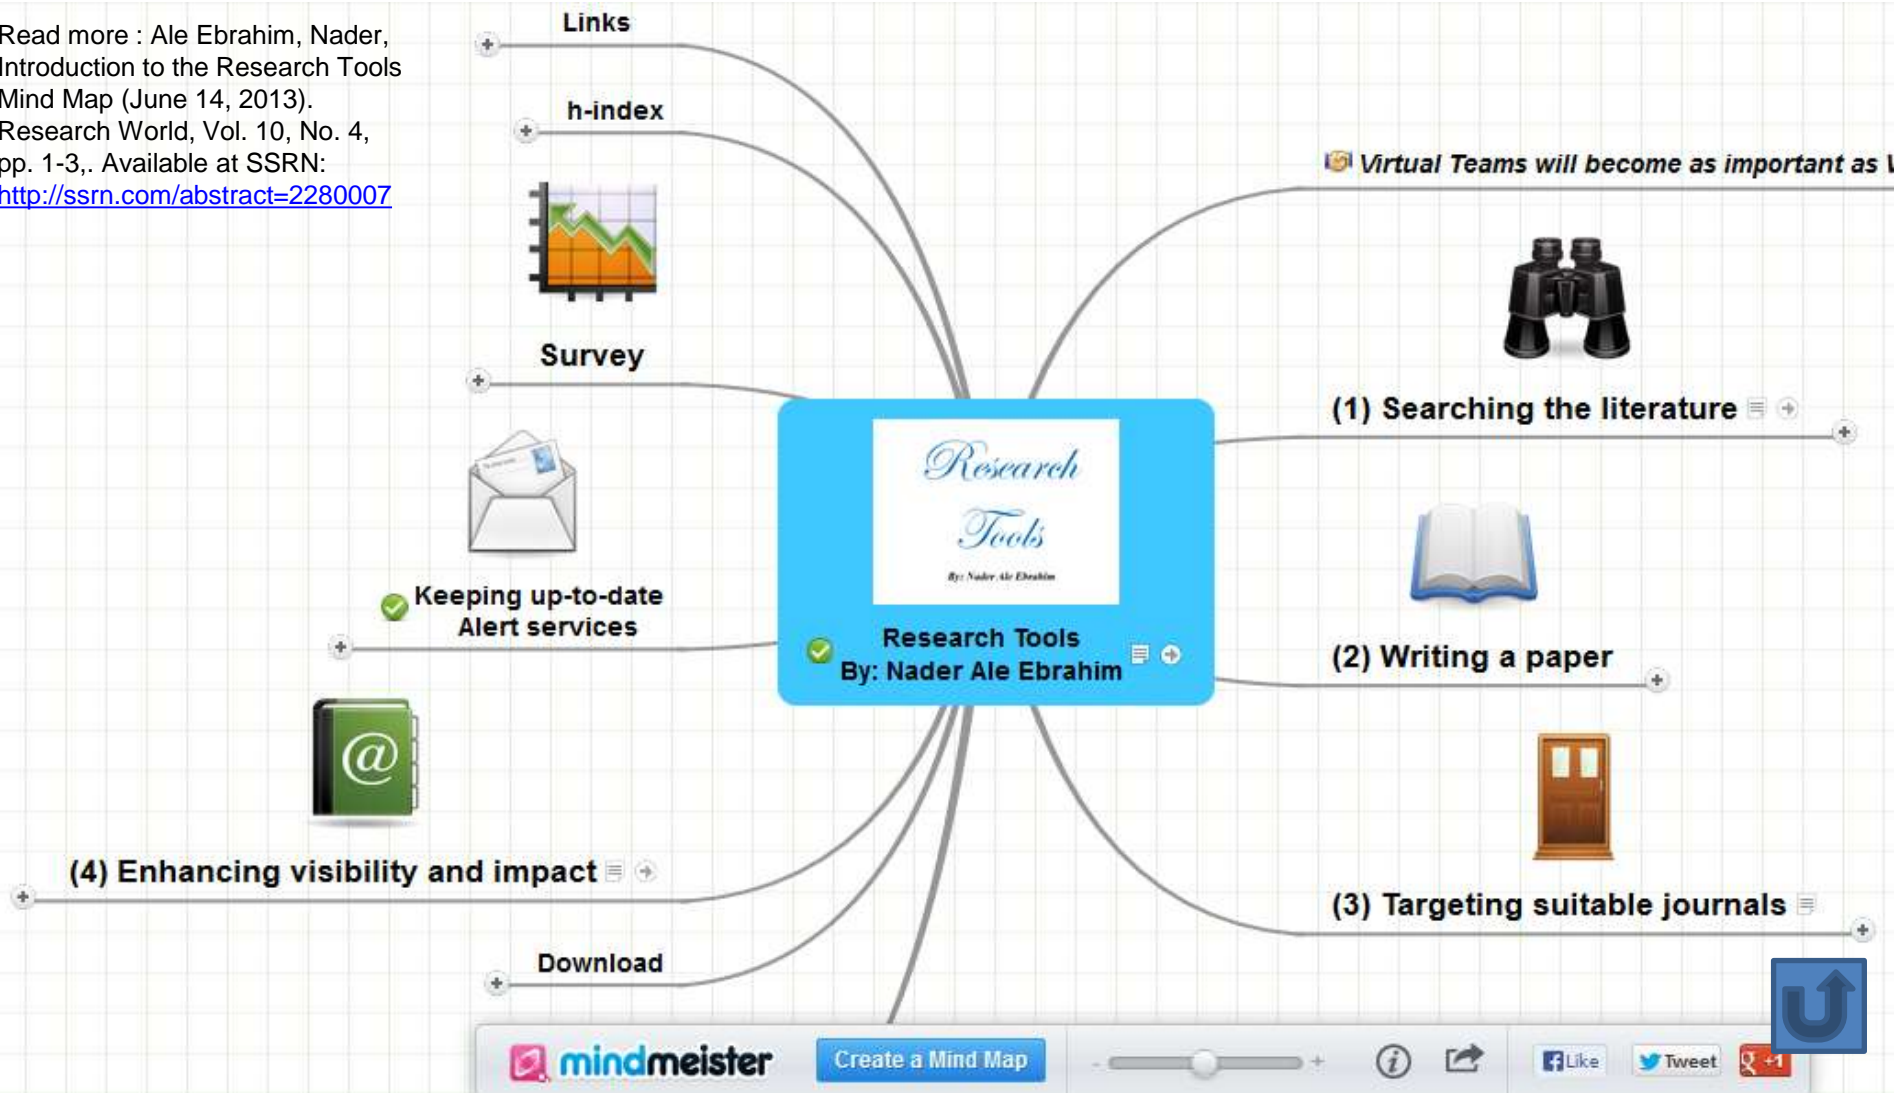 Read more : Ale Ebrahim, Nader,
Introduction to the Research Tools
Mind Map (June 14, 2013).
Research World, Vol. 10, No. 4,
pp. 1-3,. Available at SSRN:
http://ssrn.com/abstract=2280007
Links
h-index
Survey
Keeping up-to-date
Alert services
(4) Enhancing visibility and impact
Download
Research
Tools
By: Nader Ale Ebrahim
Research Tools
By: Nader Ale Ebrahim
Virtual Teams will become as important as
(1) Searching the literature
(2) Writing a paper
(3) Targeting suitable journals
@
mindmeister
Create a Mind Map
- +
Like
Tweet
+1